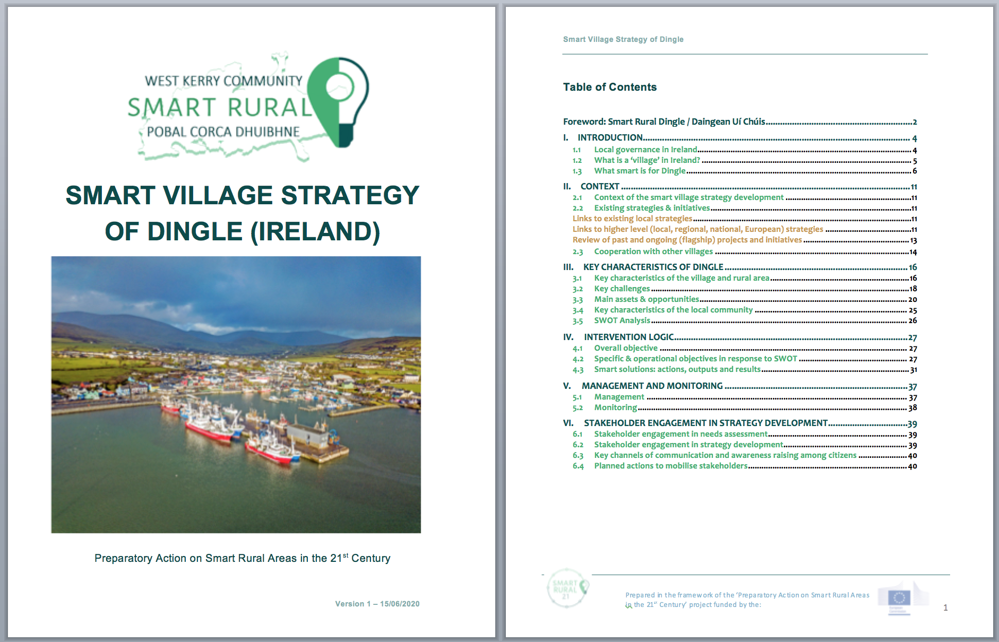 WEST KERRY COMMUNITY
SMART RURAL
POBAL CORCA DHUIBHNE
SMART VILLAGE STRATEGY
OF DINGLE (IRELAND)
Preparatory Action on Smart Rural Areas in the 21st Century
Version 1 – 15/06/2020
Smart Village Strategy of Dingle
Table of Contents
Foreword: Smart Rural Dingle / Daingean Uí Chúis 2
I. INTRODUCTION 4
1.1 Local governance in Ireland 4
1.2 What is a ‘village’ in Ireland? 5
1.3 What smart is for Dingle 6
II. CONTEXT 11
2.1 Context of the smart village strategy development 11
2.2 Existing strategies & initiatives 11
Links to existing local strategies 11
Links to higher level (local, regional, national, European) strategies 11
Review of past and ongoing (flagship) projects and initiatives 13
2.3 Cooperation with other villages 14
III. KEY CHARACTERISTICS OF DINGLE 16
3.1 Key characteristics of the village and rural area 16
3.2 Key challenges 18
3.3 Main assets & opportunities 20
3.4 Key characteristics of the local community 25
3.5 SWOT Analysis 26
IV. INTERVENTION LOGIC 27
4.1 Overall objective 27
4.2 Specific & operational objectives in response to SWOT 27
4.3 Smart solutions: actions, outputs and results 31
V. MANAGEMENT AND MONITORING 37
5.1 Management 37
5.2 Monitoring 38
VI. STAKEHOLDER ENGAGEMENT IN STRATEGY DEVELOPMENT 39
6.1 Stakeholder engagement in needs assessment 39
6.2 Stakeholder engagement in strategy development 39
6.3 Key channels of communication and awareness raising among citizens 40
6.4 Planned actions to mobilise stakeholders 40
SMART
RURAL
21
Prepared in the framework of the ‘Preparatory Action on Smart Rural Areas
in the 21st Century’ project funded by the:
European
Commission
1